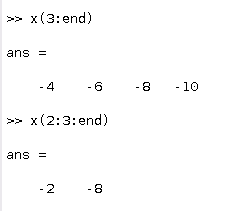 >> x(3:end)
ans =
-4 -6 -8 -10
>> x(2:3:end)
ans =
-2 -8